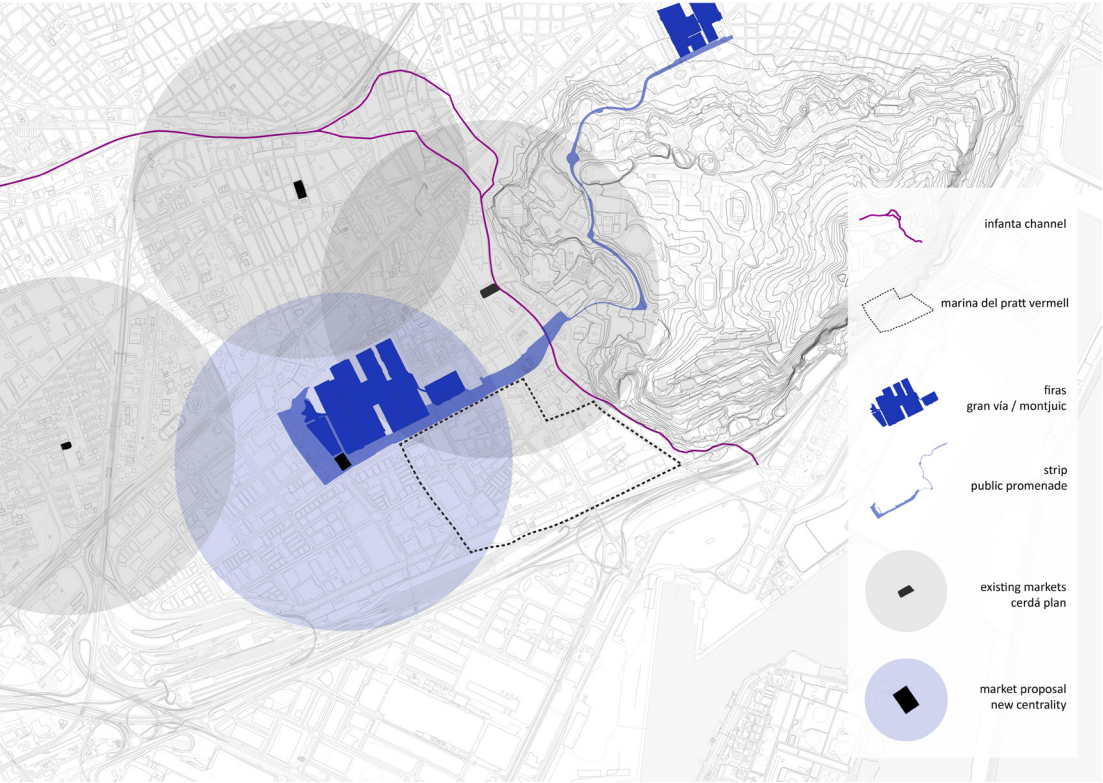 infanta channel
marina del pratt vermell
firas
gran vía / montjuic
strip
public promenade
existing markets
cerdá plan
market proposal
new centrality